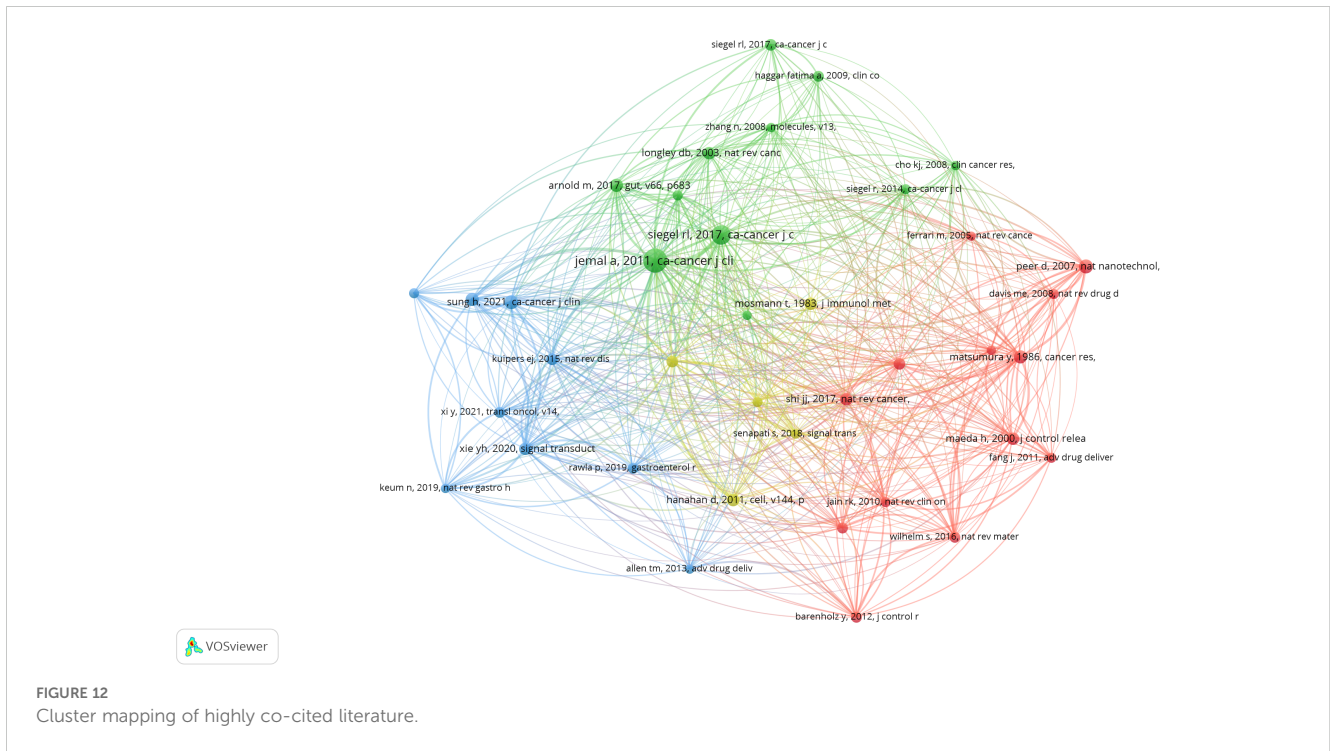 siegel rl, 2017, ca-cancer j c
haggar fatima a, 2009, clin co
zhang n, 2008, molecules, v13,
longley db, 2003, nat rev canc
cho kj, 2008, clin cancer res,
arnold m, 2017, gut, v66, p683
siegel r, 2014, ca-cancer j cl
siegel rl, 2017, ca-cancer j c
ferrari m, 2005, nat rev cance
jemal a, 2011, ca-cancer j cli
peer d, 2007, nat nanotechnol,
davis me, 2008, nat rev drug d
sung h, 2021, ca-cancer j clin
mosmann t, 1983, j immunol met
kuipers ej, 2015, nat rev dis
matsumura y, 1986, cancer res,
shi jj, 2017, nat rev cancer,
xi y, 2021, transl oncol, v14,
senapati s, 2018, signal trans
maeda h, 2000, j control relea
xie yh, 2020, signal transduct
fang j, 2011, adv drug deliver
rawla p, 2019, gastroenterol r
keum n, 2019, nat rev gastro h
hanahan d, 2011, cell, v144, p
jain rk, 2010, nat rev clin on
wilhelm s, 2016, nat rev mater
allen tm, 2013, adv drug deliv
barenholz y, 2012, j control r
VOSviewer
FIGURE 12
Cluster mapping of highly co-cited literature.